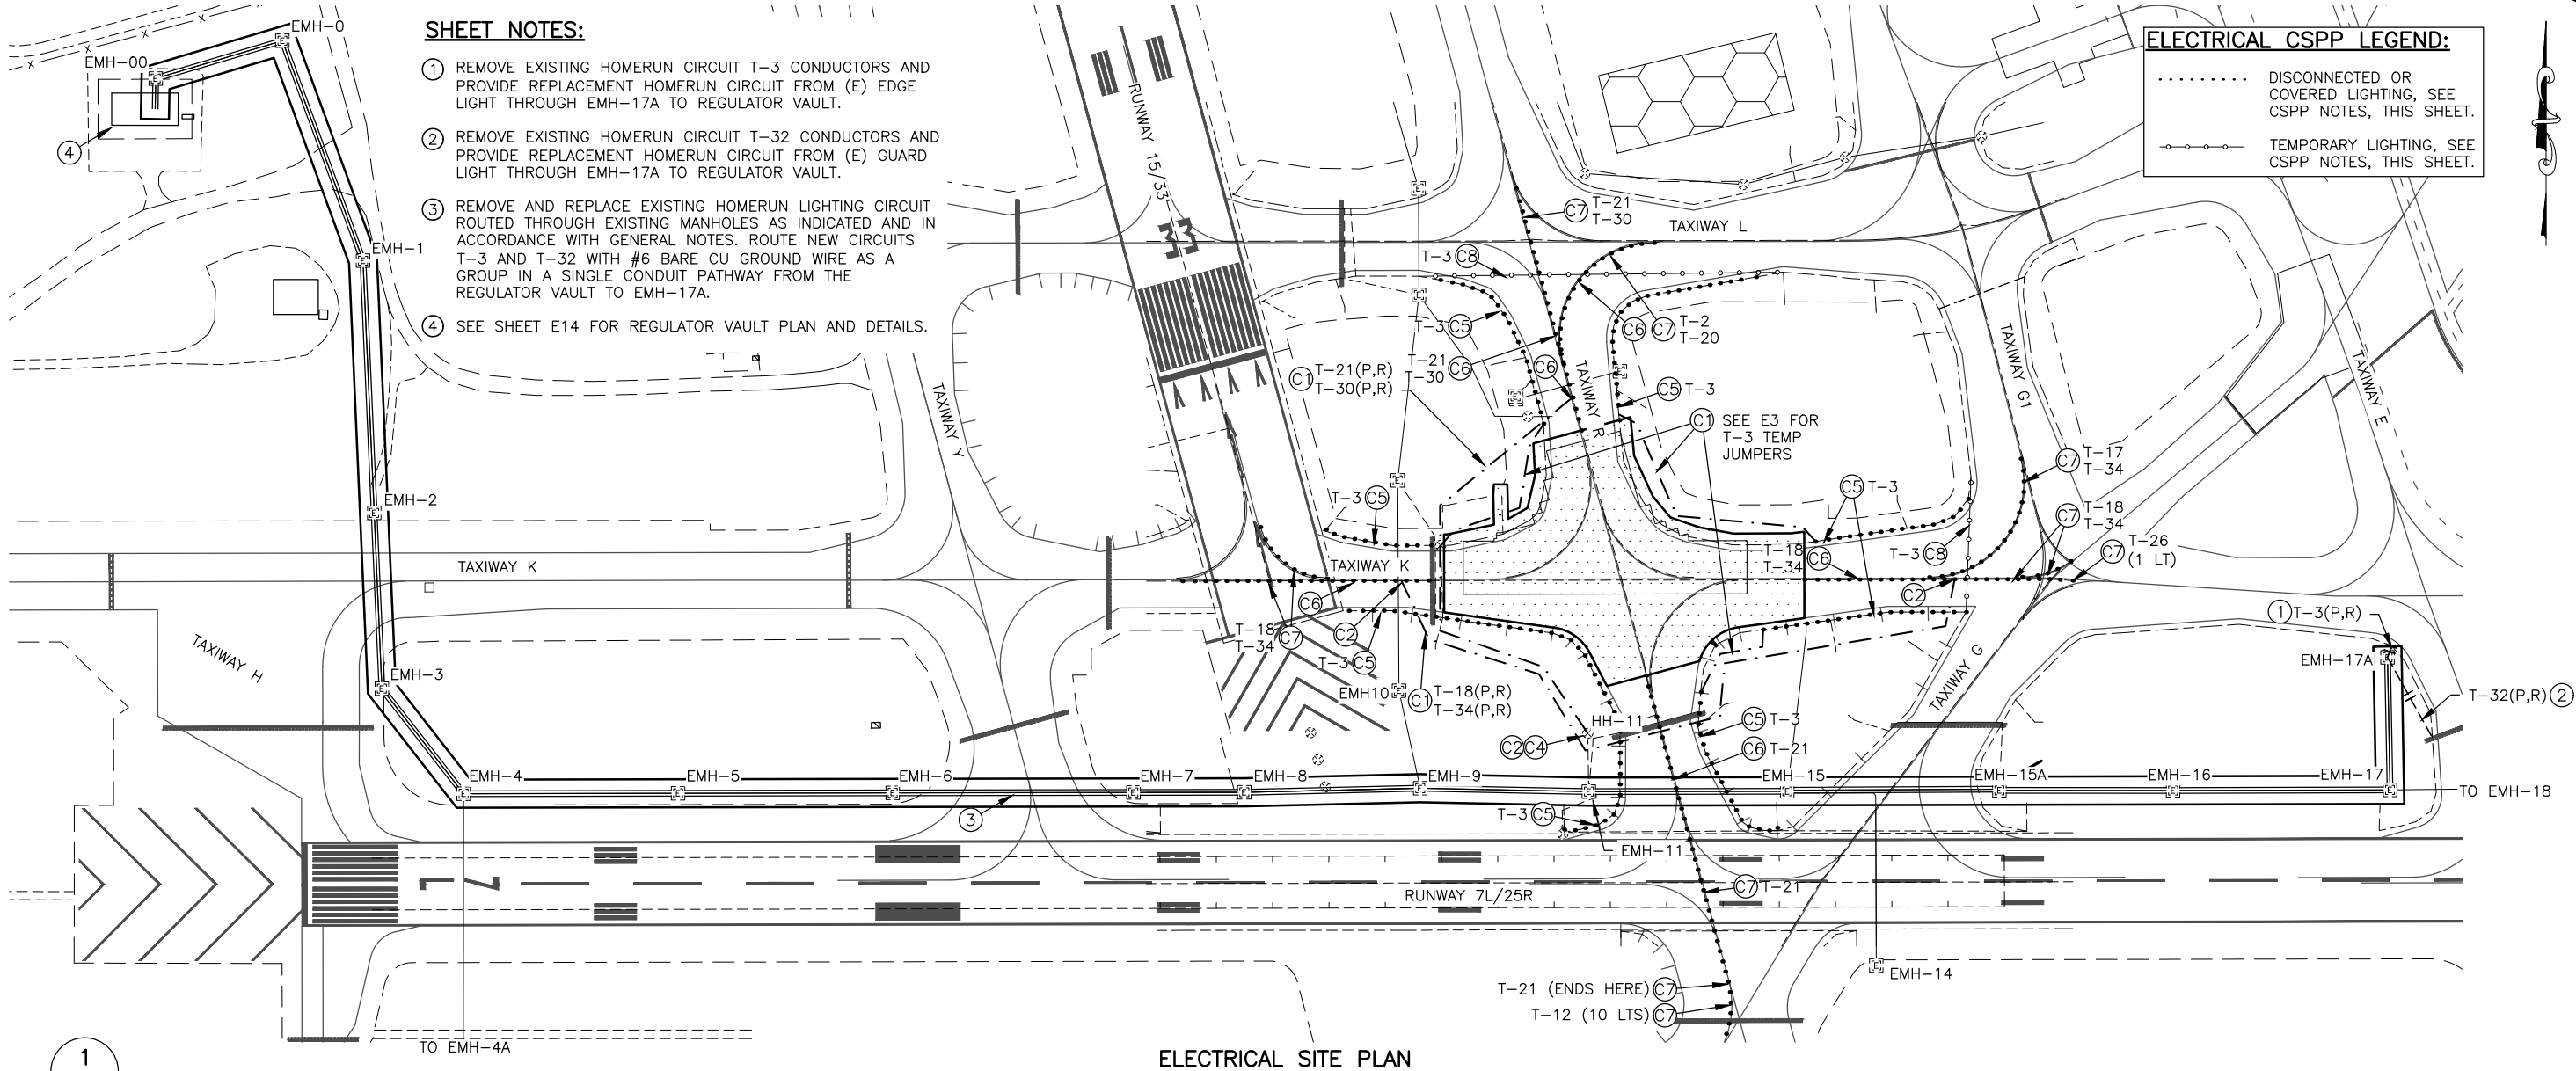 SHEET NOTES:
1 REMOVE EXISTING HOMERUN CIRCUIT T-3 CONDUCTORS AND
PROVIDE REPLACEMENT HOMERUN CIRCUIT FROM (E) EDGE
LIGHT THROUGH EMH-17A TO REGULATOR VAULT.
2 REMOVE EXISTING HOMERUN CIRCUIT T-32 CONDUCTORS AND
PROVIDE REPLACEMENT HOMERUN CIRCUIT FROM (E) GUARD
LIGHT THROUGH EMH-17A TO REGULATOR VAULT.
3 REMOVE AND REPLACE EXISTING HOMERUN LIGHTING CIRCUIT
ROUTED THROUGH EXISTING MANHOLES AS INDICATED AND IN
ACCORDANCE WITH GENERAL NOTES. ROUTE NEW CIRCUITS
T-3 AND T-32 WITH #6 BARE CU GROUND WIRE AS A
GROUP IN A SINGLE CONDUIT PATHWAY FROM THE
REGULATOR VAULT TO EMH-17A.
4 SEE SHEET E14 FOR REGULATOR VAULT PLAN AND DETAILS.
ELECTRICAL CSPP LEGEND:
DISCONNECTED OR
COVERED LIGHTING, SEE
CSPP NOTES, THIS SHEET.
TEMPORARY LIGHTING, SEE
CSPP NOTES, THIS SHEET.
EMH-0
EMH-00
4
EMH-1
EMH-2
EMH-3
EMH-4
EMH-5
EMH-6
EMH-7
EMH-8
EMH-9
EMH-15
EMH-15A
EMH-16
EMH-17
TO EMH-18
3
EMH-11
HH-11
EMH10
EMH-14
TO EMH-4A
EMH-17A
1 T-3(P,R)
T-32(P,R) 2
RUNWAY 15/33
33
TAXIWAY L
TAXIWAY Y
TAXIWAY K
TAXIWAY K
TAXIWAY H
TAXIWAY R
TAXIWAY G1
TAXIWAY E
TAXIWAY G
RUNWAY 7L/25R
7
L
C7 T-21
T-30
T-3 C8
T-3 C5
C6
C7 T-2
T-20
T-21
T-30 C6
C6
C1 T-21(P,R)
T-30(P,R)
C5 T-3
C1 SEE E3 FOR
T-3 TEMP
JUMPERS
C7 T-17
T-34
C5 T-3
C7 T-18
T-34
C7 T-26
(1 LT)
T-3 C8
T-18
T-34 C6
C2
T-3 C5
C6
T-18
T-34 C7
C2
T-3 C5
C1 T-18(P,R)
T-34(P,R)
C2 C4
C5 T-3
C6 T-21
T-3 C5
C7 T-21
T-21 (ENDS HERE) C7
T-12 (10 LTS) C7
1
ELECTRICAL SITE PLAN